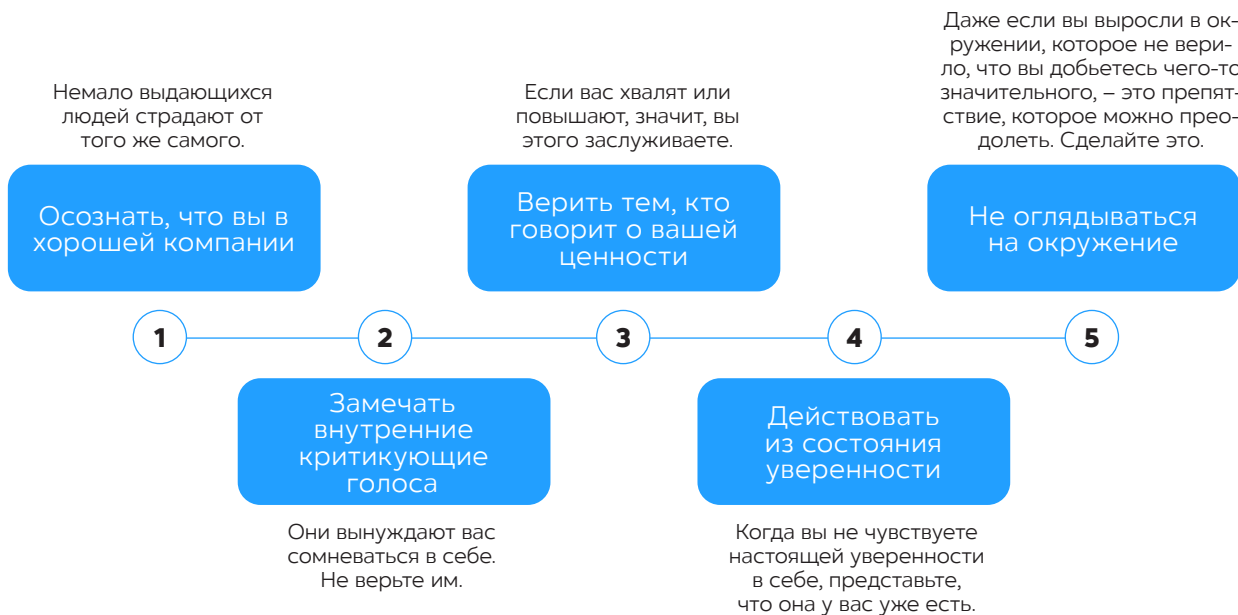 Немало выдающихся
людей страдают от
того же самого.
Осознать, что вы в
хорошей компании
1
2
Замечать
внутренние
критикующие
голоса
Они вынуждают вас
сомневаться в себе.
Не верьте им.
Если вас хвалят или
повышают, значит, вы
этого заслуживаете.
Верить тем, кто
говорит о вашей
ценности
3
4
Действовать
из состояния
уверенности
Когда вы не чувствуете
настоящей уверенности
в себе, представьте,
что она у вас уже есть.
Даже если вы выросли в ок-
ружении, которое не вери-
ло, что вы добьетесь чего-то
значительного, – это препят-
ствие, которое можно прео-
долеть. Сделайте это.
Не оглядываться
на окружение
5